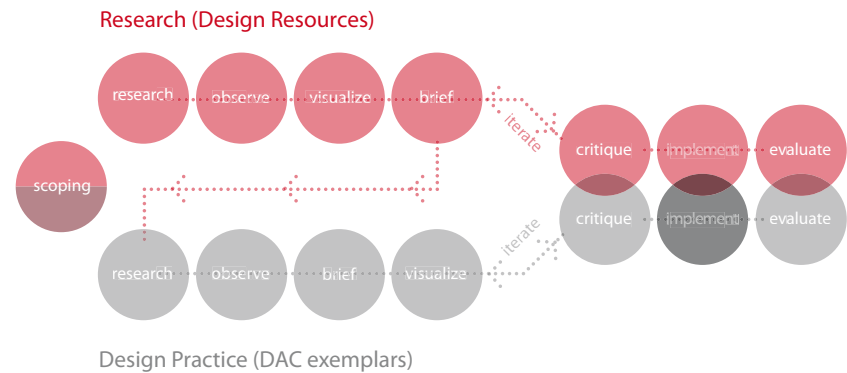 Research (Design Resources)
research observe visualize brief
iterate
critique implement evaluate
scoping
critique implement evaluate
iterate
research observe brief visualize
Design Practice (DAC exemplars)